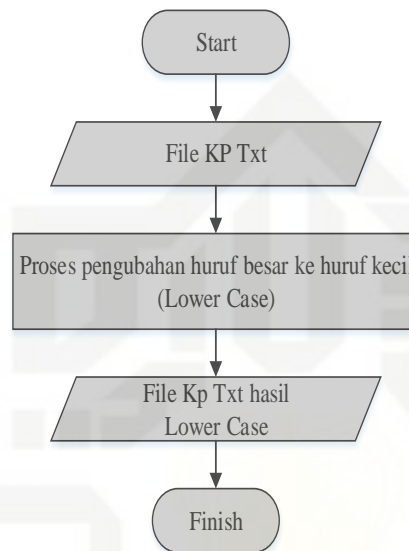 Start
File KP Txt
Proses pengubahan huruf besar ke huruf kecil
(Lower Case)
File Kp Txt hasil
Lower Case
Finish